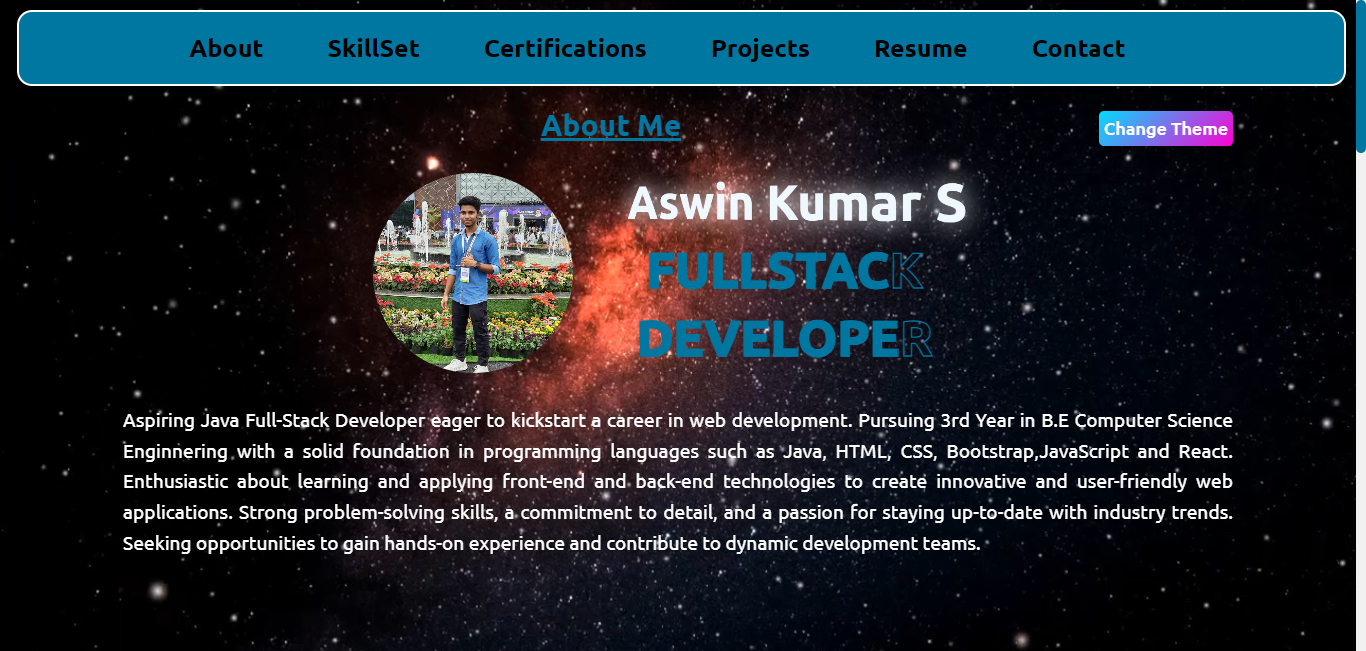 About SkillSet Certifications Projects Resume Contact
About Me
Change Theme
Aswin Kumar S
FULLSTACK
DEVELOPER
Aspiring Java Full-Stack Developer eager to kickstart a career in web development. Pursuing 3rd Year in B.E Computer Science
Enginnering with a solid foundation in programming languages such as Java, HTML, CSS, Bootstrap,JavaScript and React.
Enthusiastic about learning and applying front-end and back-end technologies to create innovative and user-friendly web
applications. Strong problem-solving skills, a commitment to detail, and a passion for staying up-to-date with industry trends.
Seeking opportunities to gain hands-on experience and contribute to dynamic development teams.